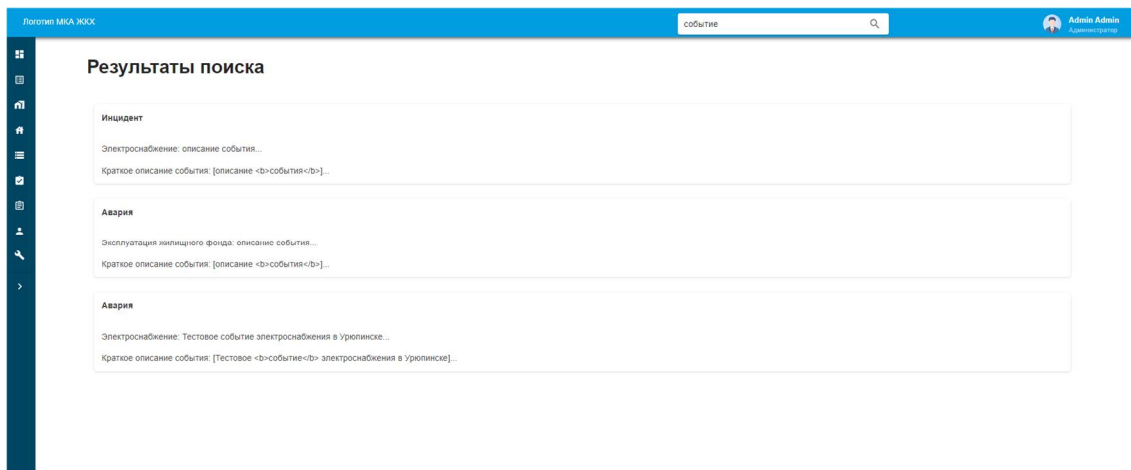 Логотип МКА ЖКХ
событие
Admin Admin
Администратор
Результаты поиска
Инцидент
Электроснабжение: описание события...
Краткое описание события: [описание <b>события</b>]...
Авария
Эксплуатация жилищного фонда: описание события...
Краткое описание события: [описание <b>события</b>]...
Авария
Электроснабжение: Тестовое событие электроснабжения в Урюпинске...
Краткое описание события: [Тестовое <b>событие</b> электроснабжения в Урюпинске]...